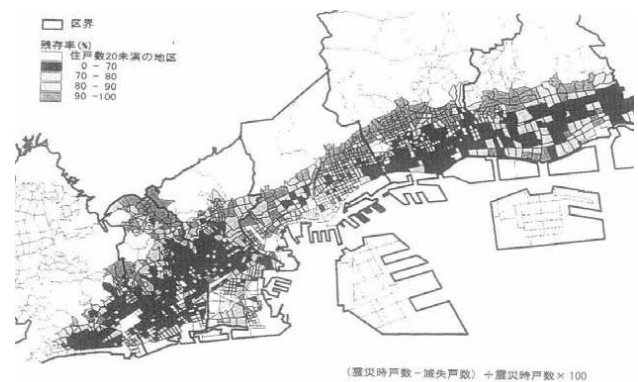 区界
残存率(%)
住戸数20未満の地区
0 - 70
70 - 80
80 - 90
90 -100
(震災時戸数-滅失戸数)÷震災時戸数×100